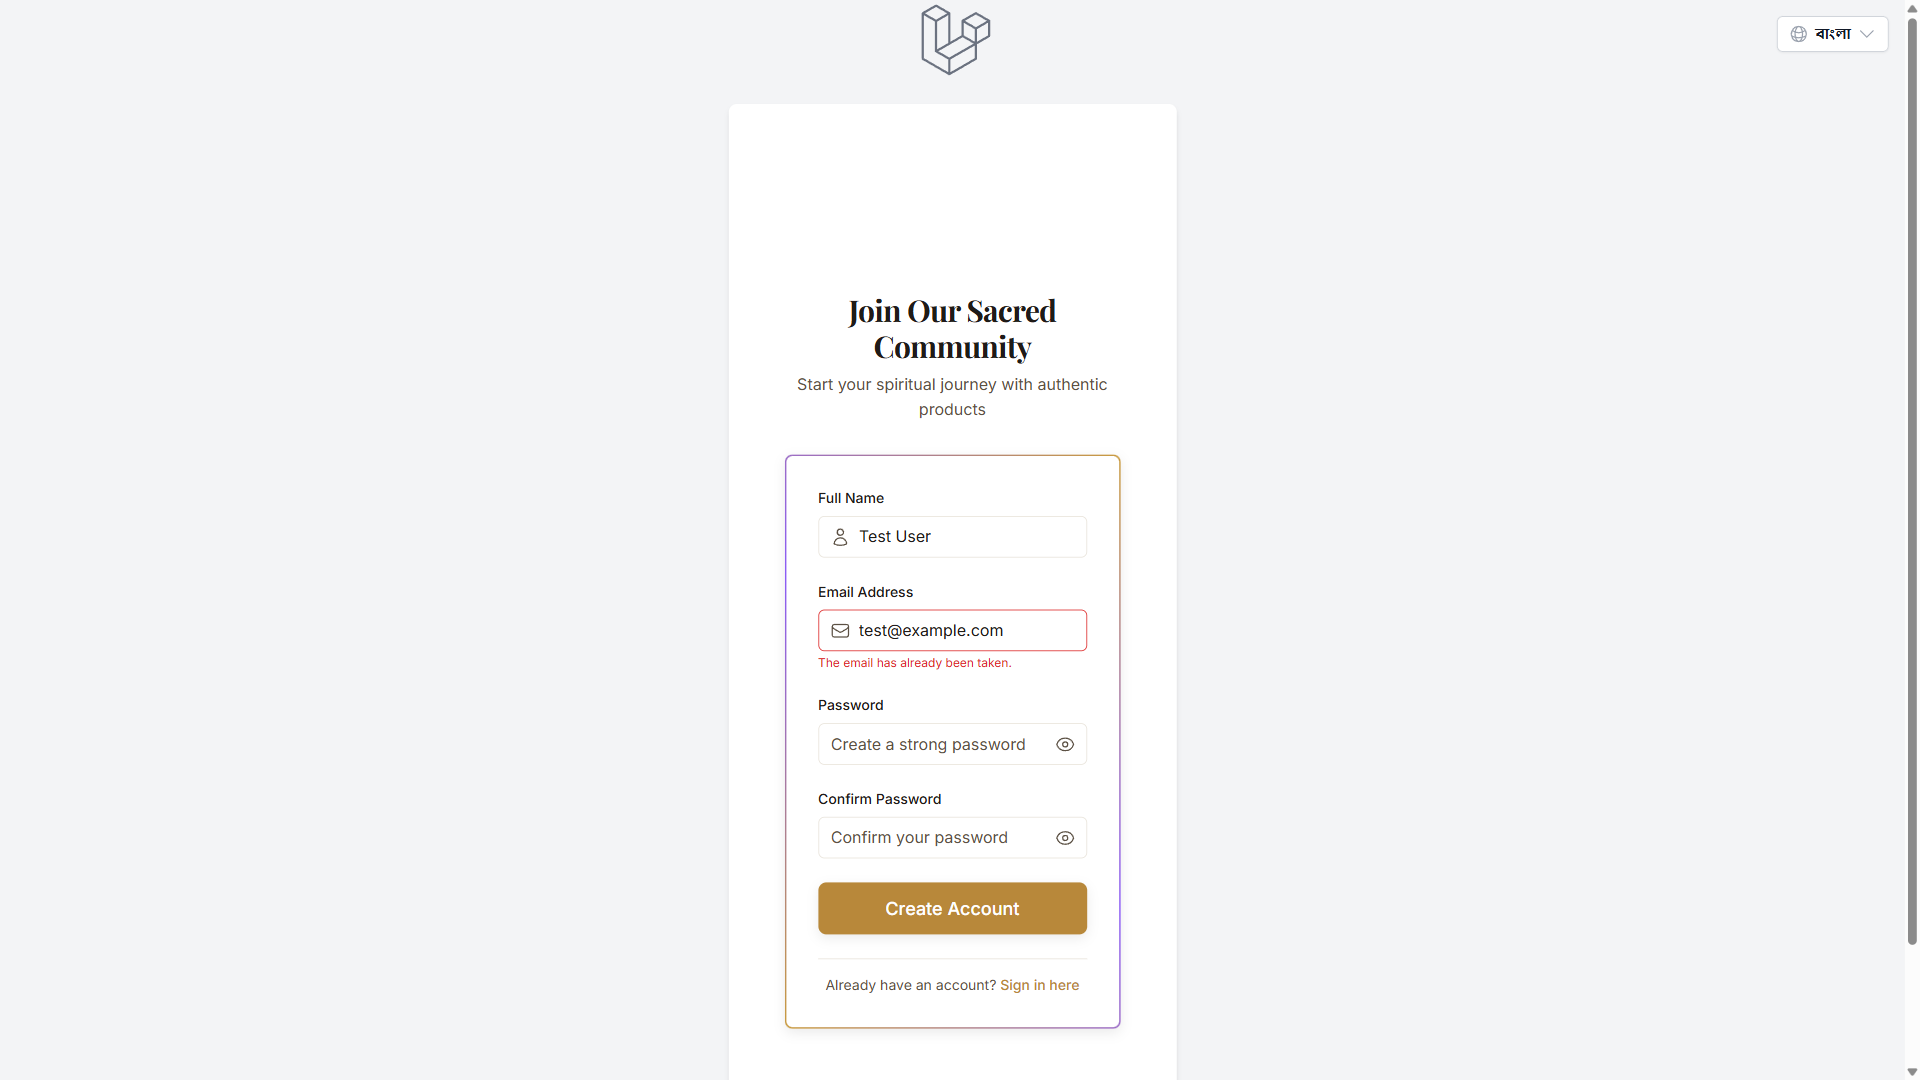 বাংলা
Join Our Sacred
Community
Start your spiritual journey with authentic
products
Full Name
Test User
Email Address
test@example.com
The email has already been taken.
Password
Create a strong password
Confirm Password
Confirm your password
Create Account
Already have an account? Sign in here